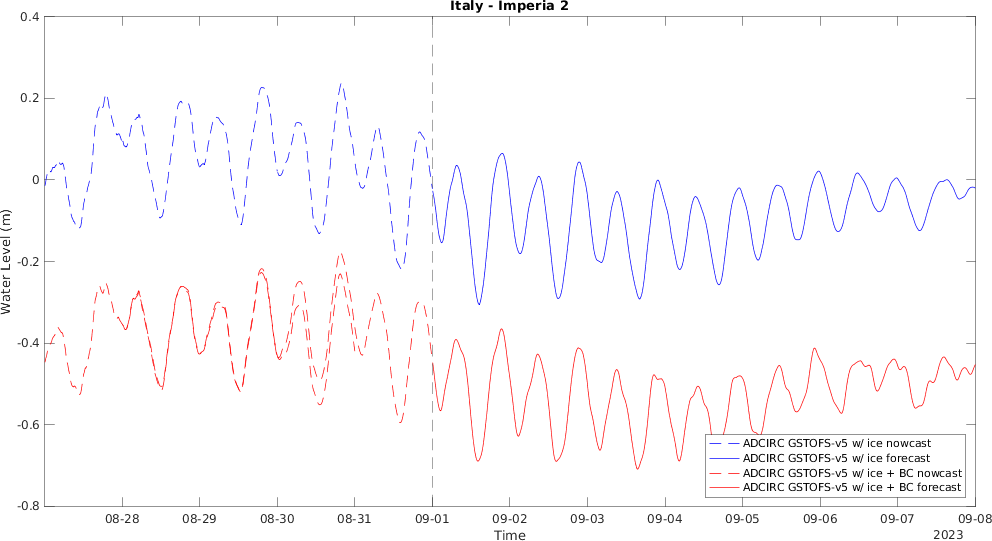 Italy - Imperia 2
0.4
0.2
0
-0.2
-0.4
-0.6
-0.8
Water Level (m)
ADCIRC GSTOFS-v5 w/ ice nowcast
ADCIRC GSTOFS-v5 w/ ice forecast
ADCIRC GSTOFS-v5 w/ ice + BC nowcast
ADCIRC GSTOFS-v5 w/ ice + BC forecast
08-28 08-29 08-30 08-31 09-01 09-02 09-03 09-04 09-05 09-06 09-07 09-08
Time
2023